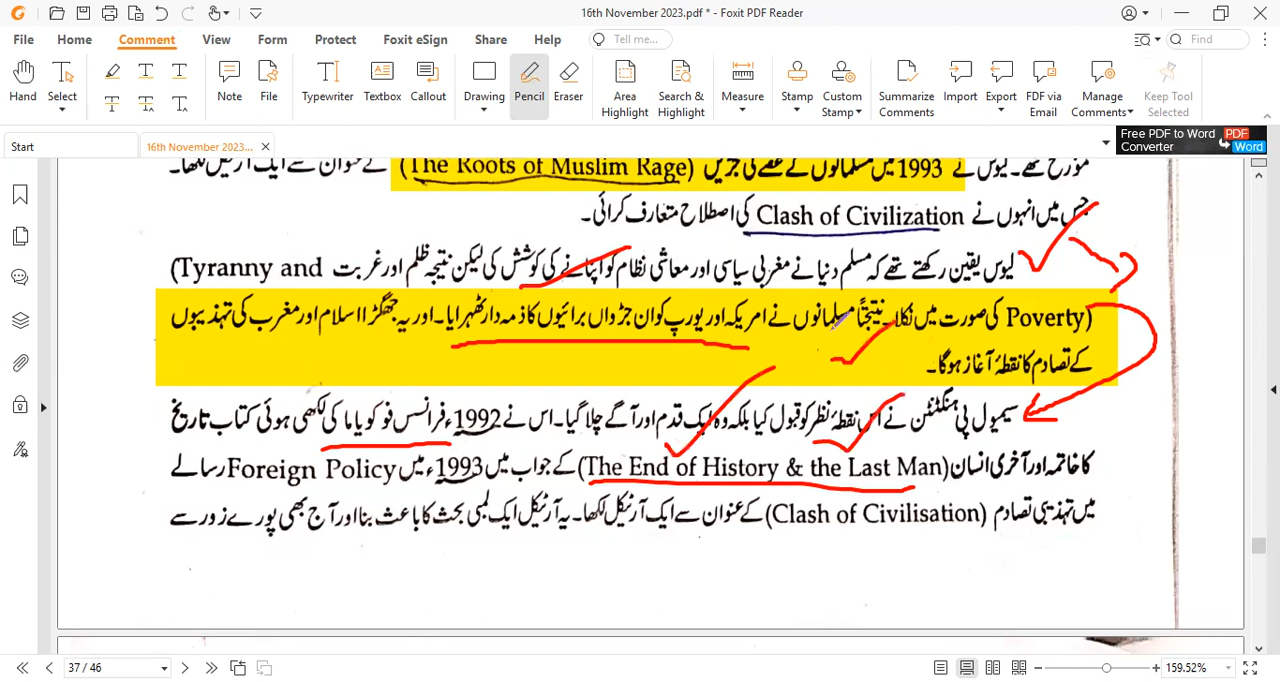 16th November 2023.pdf * - Foxit PDF Reader
File Home Comment View Form Protect Foxit eSign Share Help Tell me... Find
Hand Select Note File Typewriter Textbox Callout Drawing Pencil Eraser Area Highlight Search & Highlight Measure Stamp Custom Stamp Summarize Comments Import Export FDF via Email Manage Comments Keep Tool Selected
Start 16th November 2023... Free PDF to Word Converter PDF Word
مؤرخ تھے۔ لیوس نے 1993 میں مسلمانوں کے غصے کی جڑیں (The Roots of Muslim Rage) کے عنوان سے ایک آرٹیکل لکھا۔
جس میں انہوں نے Clash of Civilization کی اصطلاح متعارف کرائی۔
لیوس یقین رکھتے تھے کہ مسلم دنیا نے مغربی سیاسی اور معاشی نظام کو اپنانے کی کوشش کی لیکن نتیجہ ظلم اور غربت (Tyranny and
Poverty) کی صورت میں نکلا۔ نتیجتاً مسلمانوں نے امریکہ اور یورپ کو ان جڑواں برائیوں کا ذمہ دار ٹھہرایا۔ اور یہ جھگڑا اسلام اور مغرب کی تہذیبوں
کے تصادم کا نقطۂ آغاز ہوگا۔
سیمیول پی ہنگٹنٹن نے اس نقطۂ نظر کو قبول کیا بلکہ وہ ایک قدم اور آگے چلا گیا۔ اس نے 1992ء فرانسس فوکویاما کی لکھی ہوئی کتاب تاریخ
کا خاتمہ اور آخری انسان (The End of History & the Last Man) کے جواب میں 1993ء میں Foreign Policy رسالے
میں تہذیبی تصادم (Clash of Civilisation) کے عنوان سے ایک آرٹیکل لکھا۔ یہ آرٹیکل ایک لمبی بحث کا باعث بنا اور آج بھی پورے زور سے
37 / 46 159.52%